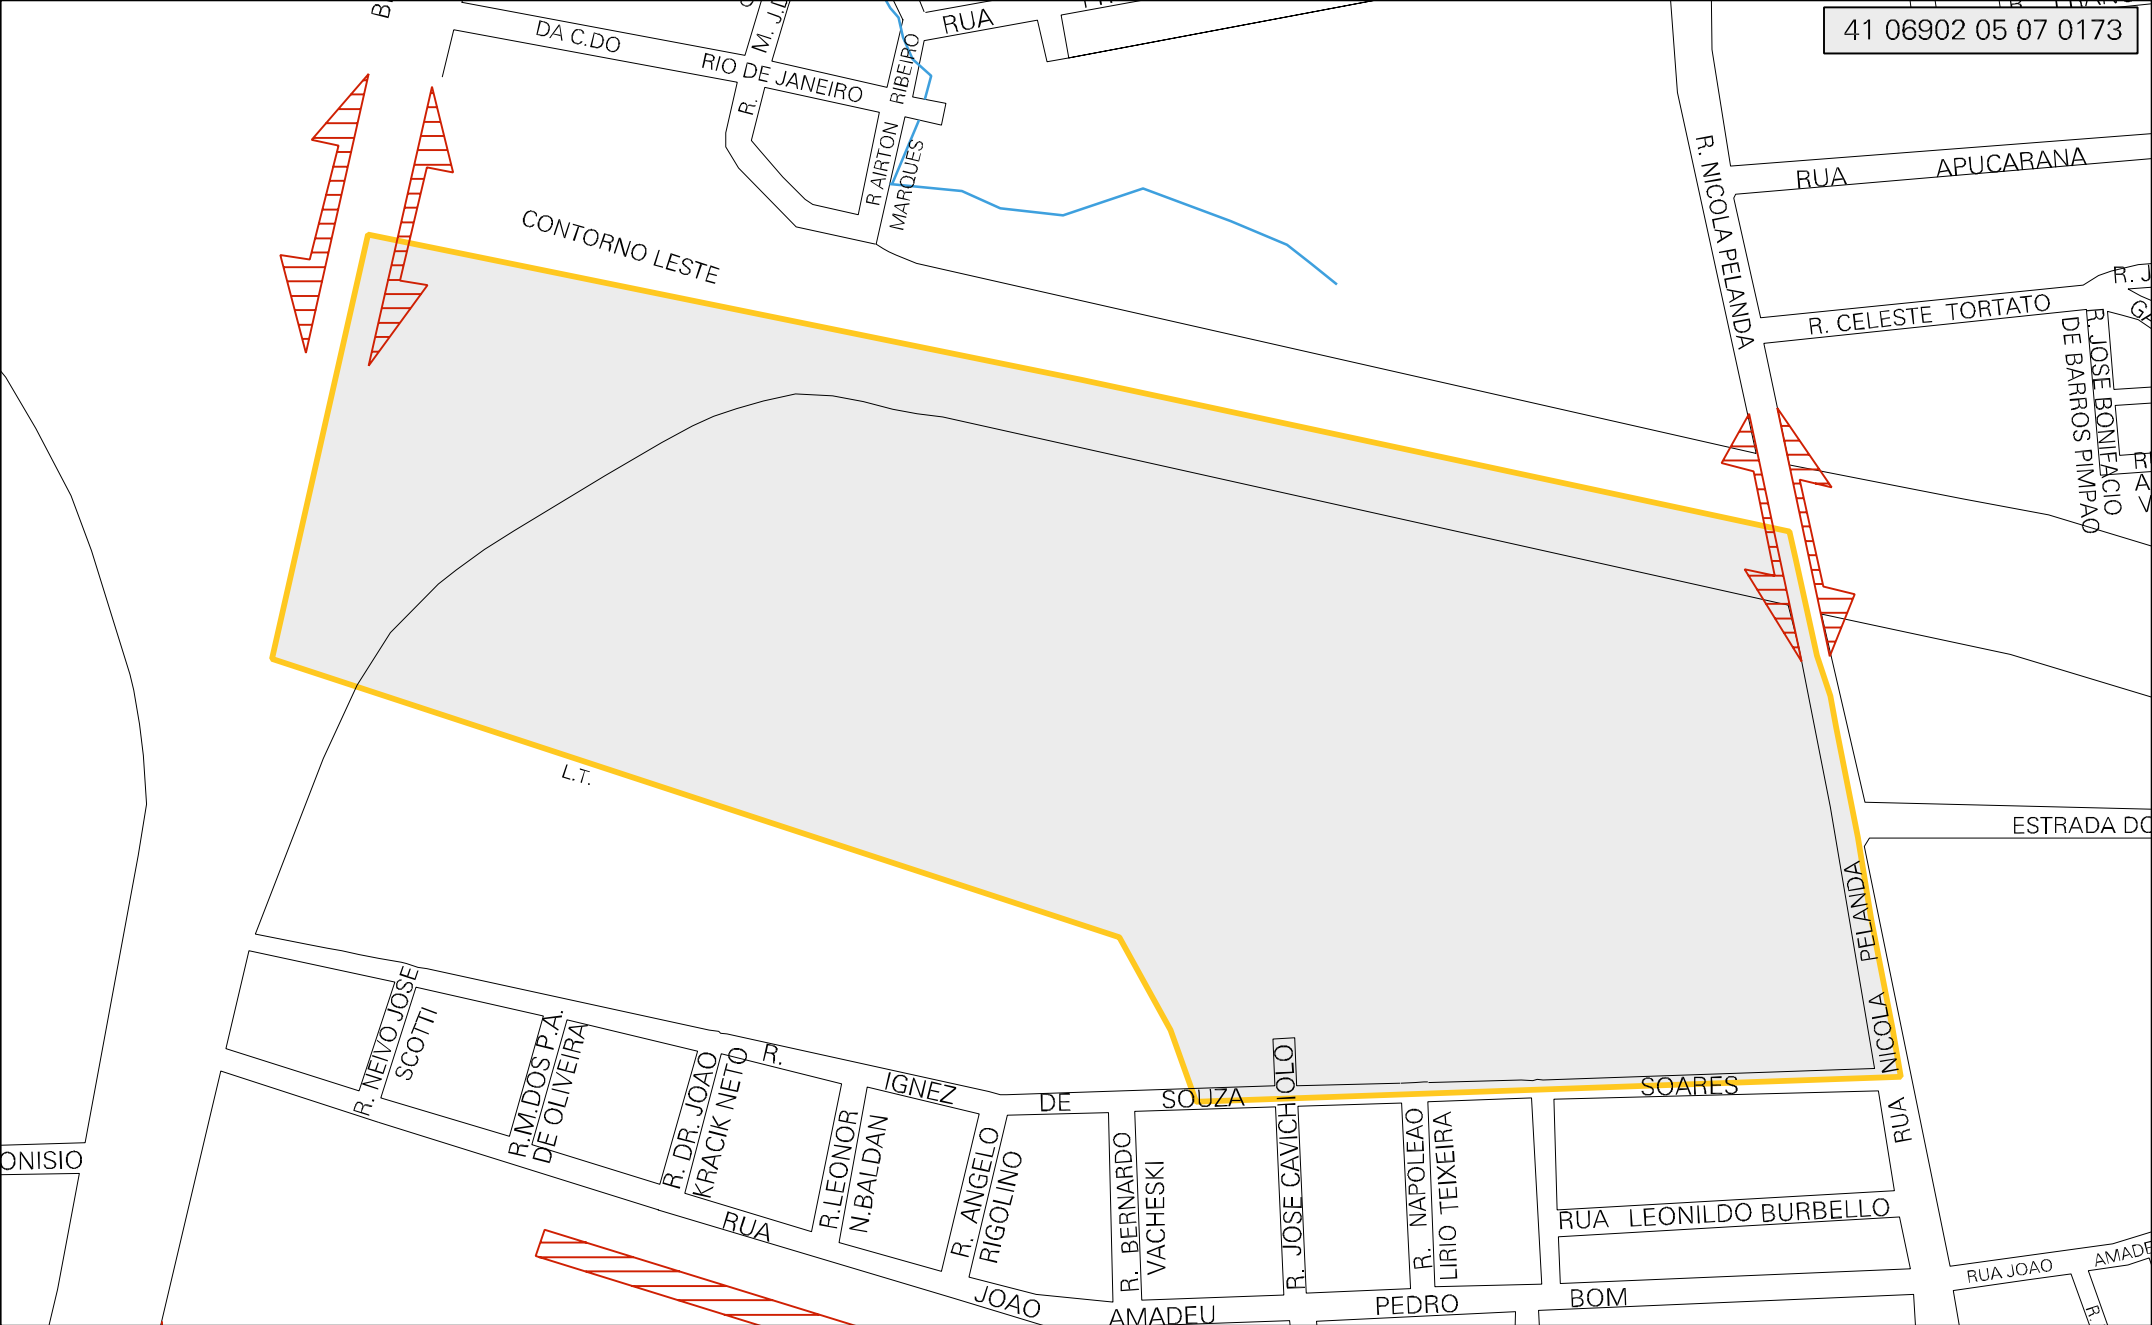 41 06902 05 07 0173
DA C.DO
RIO DE JANEIRO
M. J.D
R.
RIBEIRO
R AIRTON
MARQUES
RUA
CONTORNO LESTE
R. NICOLA PELANDA
RUA APUCARANA
R. CELESTE TORTATO
R. J
R.JOSE BONIFACIO
DE BARROS PIMPAO
L.T.
ESTRADA DO
NICOLA PELANDA
RUA
ONISIO
R. NEIVO JOSE
SCOTTI
R.M.DOS P.A.
DE OLIVEIRA
R. DR. JOAO
KRACIK NETO
R. IGNEZ DE SOUZA SOARES
R.LEONOR
N.BALDAN
R. ANGELO
RIGOLINO
R. BERNARDO
VACHESKI
R. JOSE CAVICHIOLO
R. NAPOLEAO
LIRIO TEIXEIRA
RUA LEONILDO BURBELLO
RUA JOAO AMADEU PEDRO BOM
RUA JOAO AMADE
R.